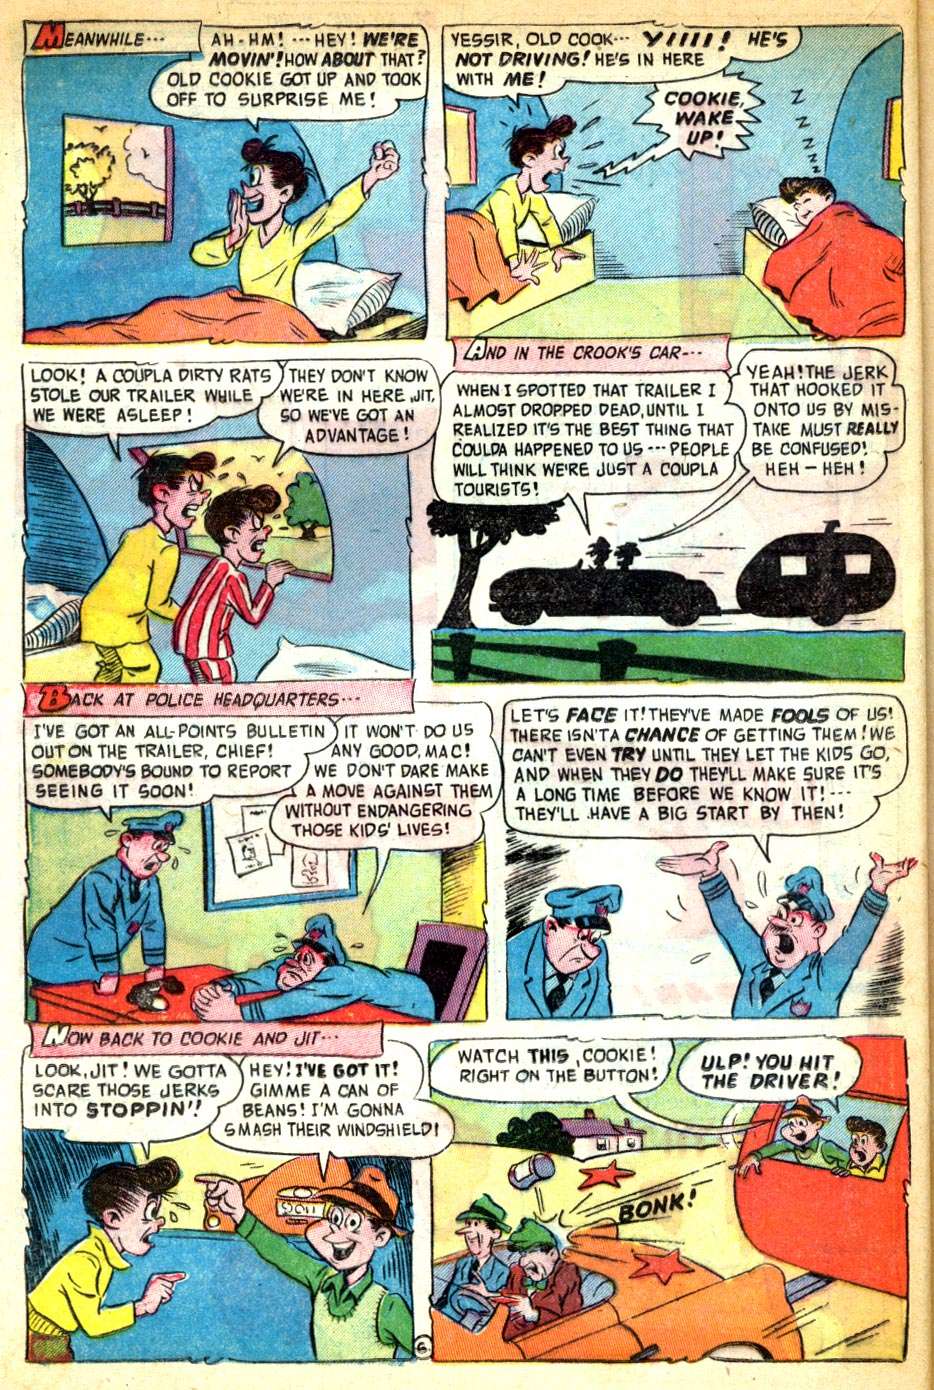 MEANWHILE---
AH-HM! ---HEY! WE'RE
MOVIN'! HOW ABOUT THAT?
OLD COOKIE GOT UP AND TOOK
OFF TO SURPRISE ME!
YESSIR, OLD COOK--- YIIII! HE'S
NOT DRIVING! HE'S IN HERE
WITH ME!
COOKIE,
WAKE
UP!
Z
Z
Z
Z
Z
LOOK! A COUPLA DIRTY RATS
STOLE OUR TRAILER WHILE
WE WERE ASLEEP!
THEY DON'T KNOW
WE'RE IN HERE, JIT,
SO WE'VE GOT AN
ADVANTAGE!
AND IN THE CROOK'S CAR---
WHEN I SPOTTED THAT TRAILER I
ALMOST DROPPED DEAD, UNTIL I
REALIZED IT'S THE BEST THING THAT
COULDA HAPPENED TO US --- PEOPLE
WILL THINK WE'RE JUST A COUPLA
TOURISTS!
YEAH! THE JERK
THAT HOOKED IT
ONTO US BY MIS-
TAKE MUST REALLY
BE CONFUSED!
HEH-HEH!
BACK AT POLICE HEADQUARTERS---
I'VE GOT AN ALL-POINTS BULLETIN
OUT ON THE TRAILER, CHIEF!
SOMEBODY'S BOUND TO REPORT
SEEING IT SOON!
IT WON'T DO US
ANY GOOD, MAC!
WE DON'T DARE MAKE
A MOVE AGAINST THEM
WITHOUT ENDANGERING
THOSE KIDS' LIVES!
LET'S FACE IT! THEY'VE MADE FOOLS OF US!
THERE ISN'T A CHANCE OF GETTING THEM! WE
CAN'T EVEN TRY UNTIL THEY LET THE KIDS GO,
AND WHEN THEY DO THEY'LL MAKE SURE IT'S
A LONG TIME BEFORE WE KNOW IT! ---
THEY'LL HAVE A BIG START BY THEN!
NOW BACK TO COOKIE AND JIT---
LOOK, JIT! WE GOTTA
SCARE THOSE JERKS
INTO STOPPIN'!
HEY! I'VE GOT IT!
GIMME A CAN OF
BEANS! I'M GONNA
SMASH THEIR WINDSHIELD!
WATCH THIS, COOKIE!
RIGHT ON THE BUTTON!
ULP! YOU HIT
THE DRIVER!
BONK!
6